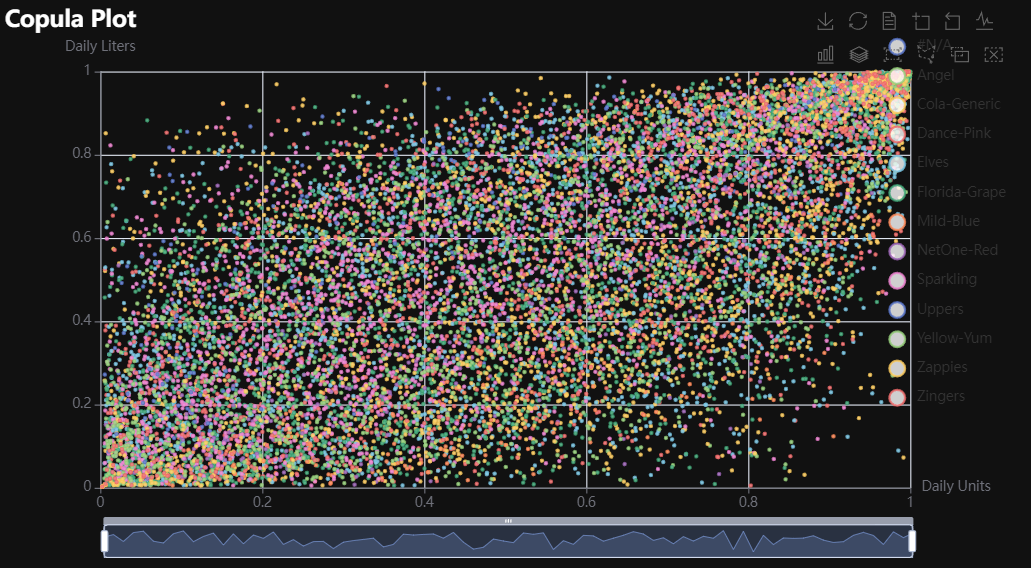 Copula Plot
Daily Liters
#N/A
Angel
Cola-Generic
Dance-Pink
Elves
Florida-Grape
Mild-Blue
NetOne-Red
Sparkling
Uppers
Yellow-Yum
Zappies
Zingers
1
0.8
0.6
0.4
0.2
0
0
0.2
0.4
0.6
0.8
1
Daily Units